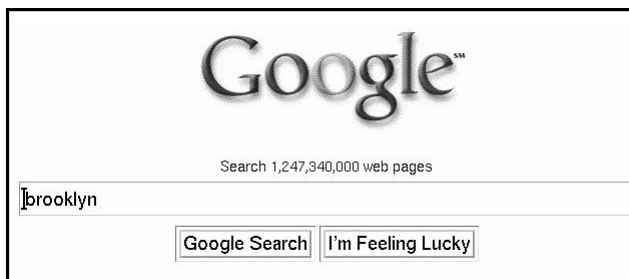 Google℠
Search 1,247,340,000 web pages
brooklyn
Google Search I'm Feeling Lucky